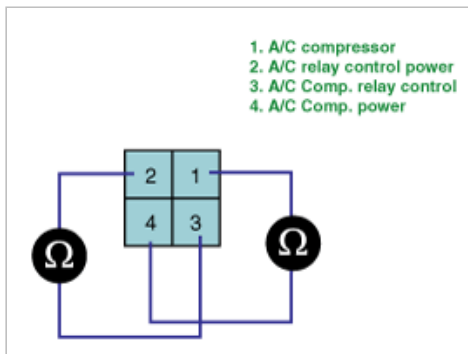 1. A/C compressor
2. A/C relay control power
3. A/C Comp. relay control
4. A/C Comp. power
2 1
4 3
Ω Ω